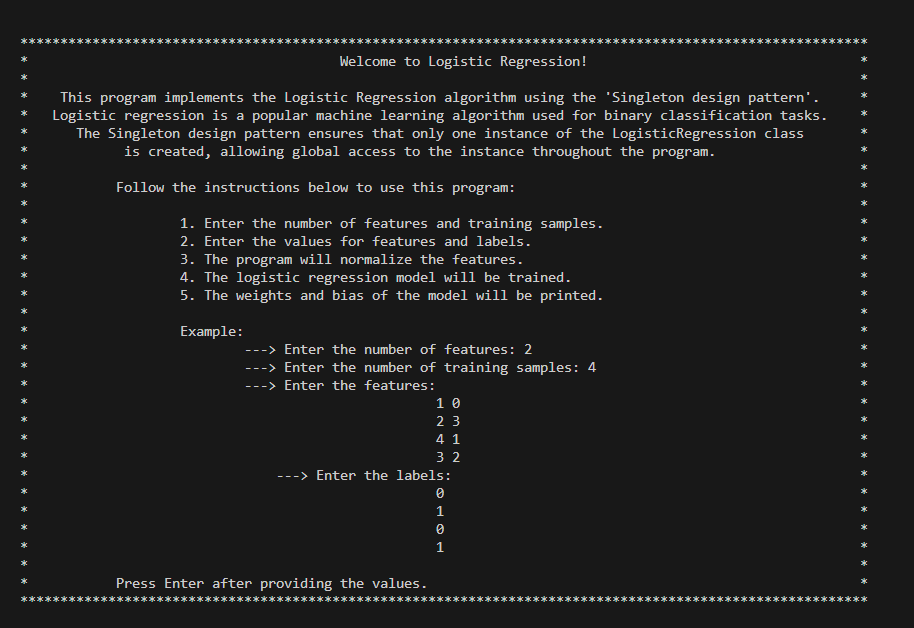 **********************************************************************************************************
* Welcome to Logistic Regression! *
* *
* This program implements the Logistic Regression algorithm using the 'Singleton design pattern'. *
* Logistic regression is a popular machine learning algorithm used for binary classification tasks. *
* The Singleton design pattern ensures that only one instance of the LogisticRegression class *
* is created, allowing global access to the instance throughout the program. *
* *
* Follow the instructions below to use this program: *
* *
* 1. Enter the number of features and training samples. *
* 2. Enter the values for features and labels. *
* 3. The program will normalize the features. *
* 4. The logistic regression model will be trained. *
* 5. The weights and bias of the model will be printed. *
* *
* Example: *
* ---> Enter the number of features: 2 *
* ---> Enter the number of training samples: 4 *
* ---> Enter the features: *
* 1 0 *
* 2 3 *
* 4 1 *
* 3 2 *
* ---> Enter the labels: *
* 0 *
* 1 *
* 0 *
* 1 *
* *
* Press Enter after providing the values. *
**********************************************************************************************************